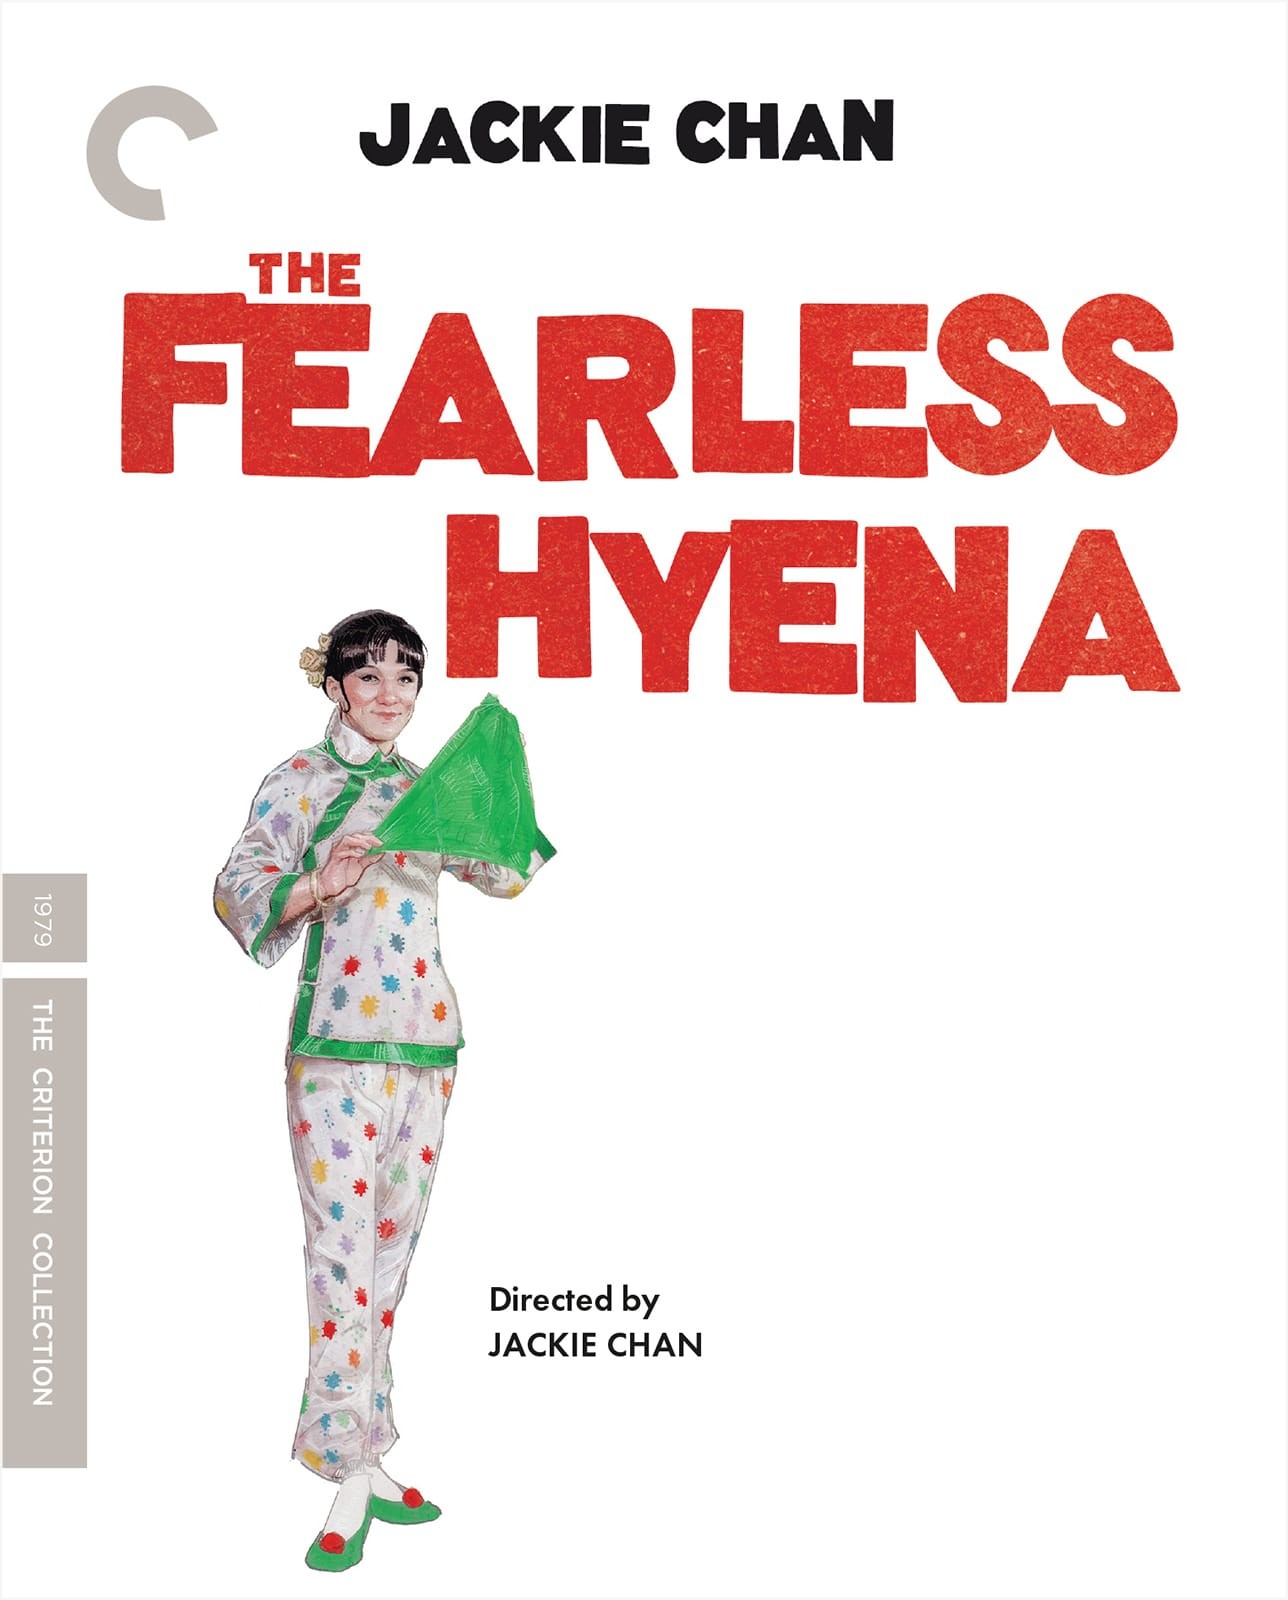 JACKIE CHAN
THE
FEARLESS
HYENA
1979
THE CRITERION COLLECTION
Directed by
JACKIE CHAN